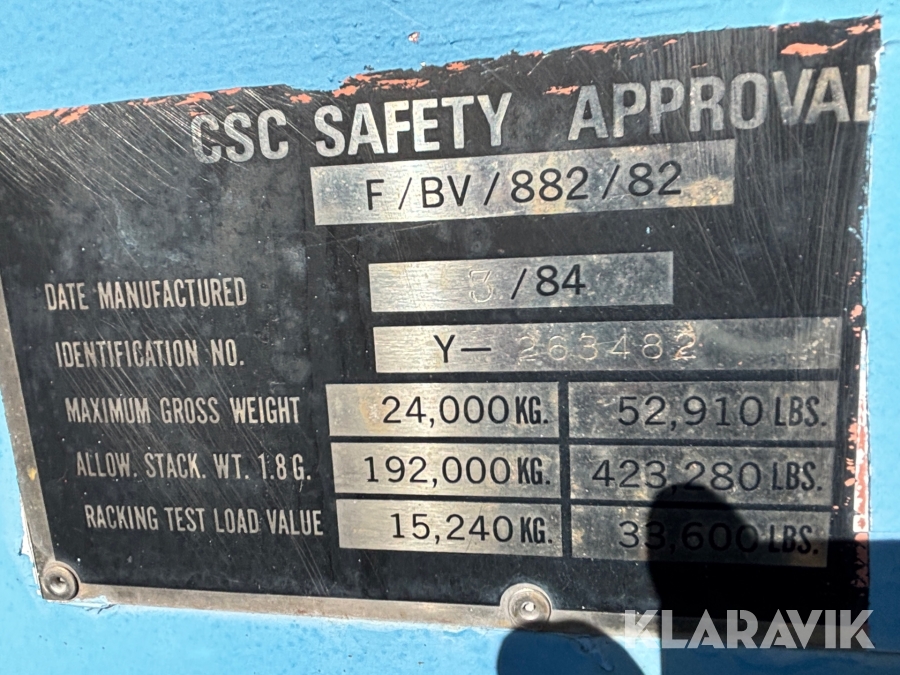 CSC SAFETY APPROVAL
F/BV/882/82
DATE MANUFACTURED 3/84
IDENTIFICATION NO. Y— 263482
MAXIMUM GROSS WEIGHT 24,000 KG. 52,910 LBS.
ALLOW. STACK. WT. 1.8 G. 192,000 KG. 423,280 LBS.
RACKING TEST LOAD VALUE 15,240 KG. 33,600 LBS.
KLARAVIK